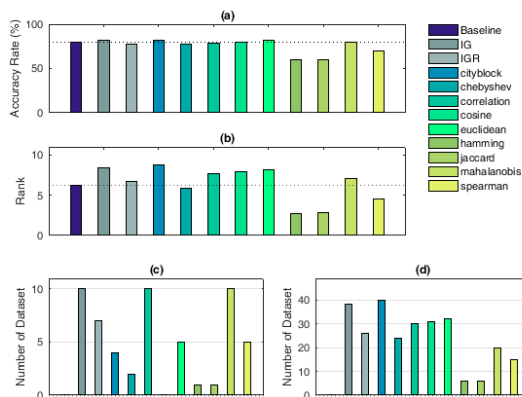 (a)
Accuracy Rate (%)
100
50
0
(b)
Rank
10
5
0
Baseline
IG
IGR
cityblock
chebyshev
correlation
cosine
euclidean
hamming
jaccard
mahalanobis
spearman
(c)
Number of Dataset
10
5
0
(d)
Number of Dataset
40
30
20
10
0